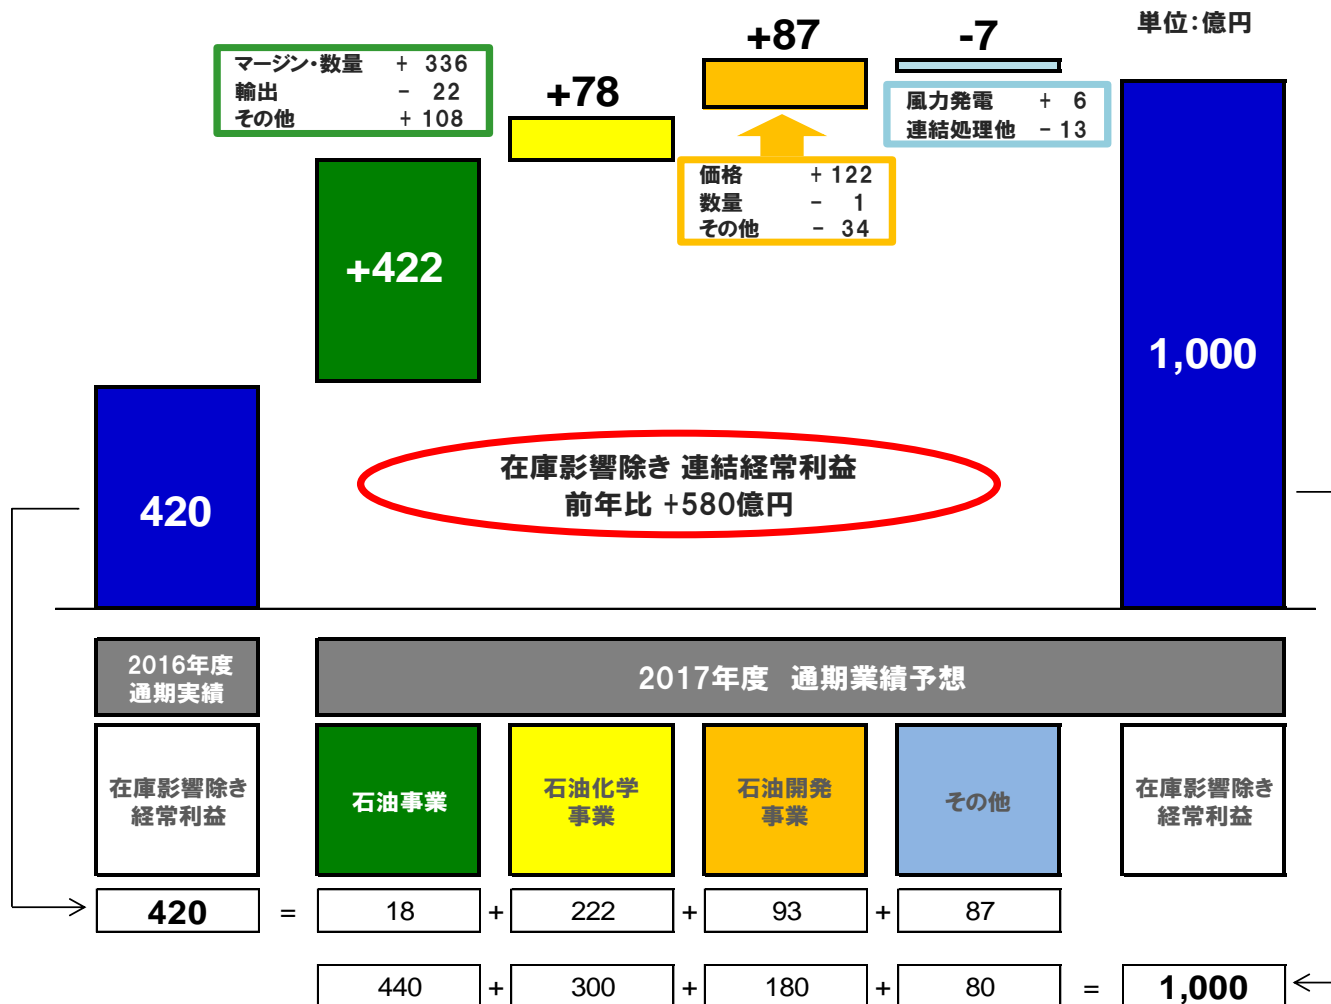 単位：億円
マージン・数量 + 336
輸出 - 22
その他 + 108
+78
+87
-7
風力発電 + 6
連結処理他 - 13
価格 + 122
数量 - 1
その他 - 34
+422
420
1,000
在庫影響除き 連結経常利益
前年比 +580億円
2016年度
通期実績
2017年度 通期業績予想
在庫影響除き
経常利益
石油事業
石油化学
事業
石油開発
事業
その他
在庫影響除き
経常利益
420 = 18 + 222 + 93 + 87
440 + 300 + 180 + 80 = 1,000